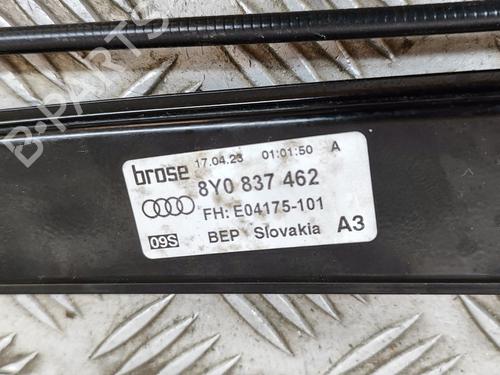 B-PARTS
brose 17.04.23 01:01:50 A
8Y0 837 462
FH: E04175-101
09S BEP Slovakia A3